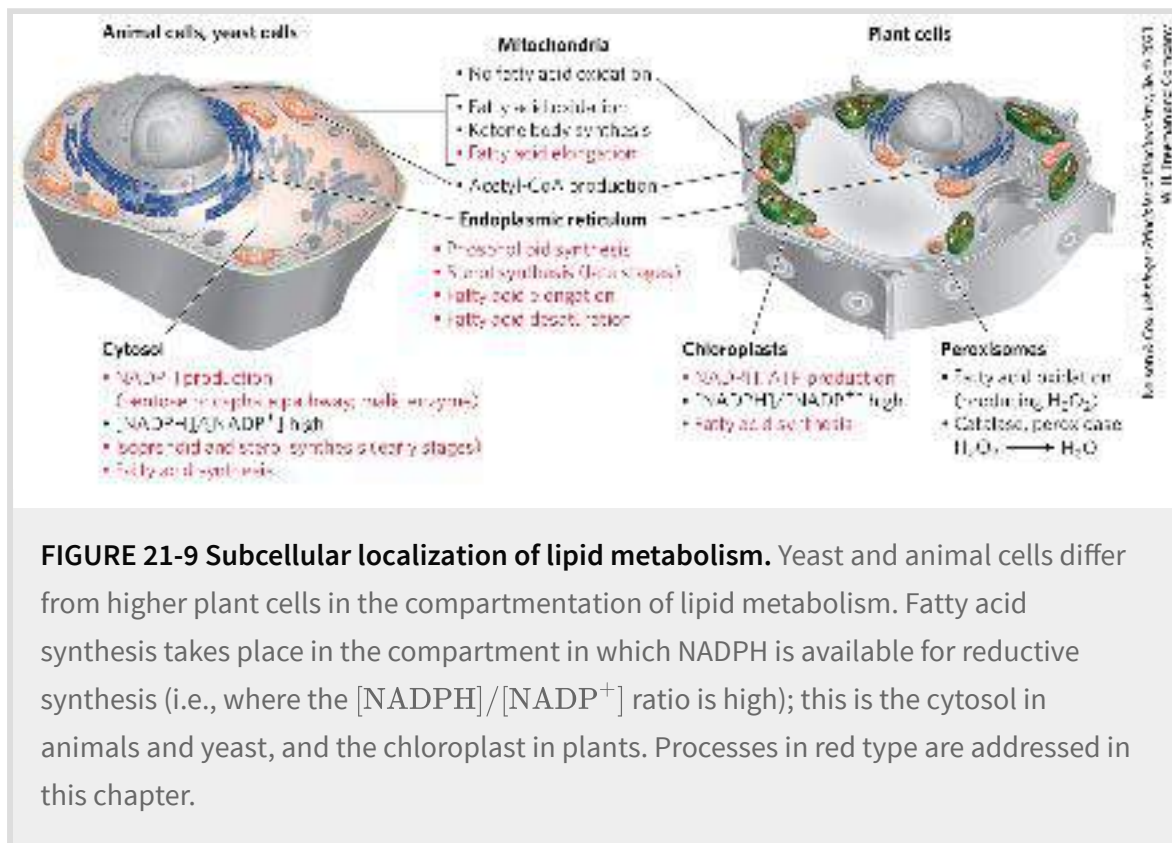 Animal cells, yeast cells
Mitochondria
• No fatty acid oxidation
• Fatty acid oxidation
• Ketone body synthesis
• Fatty acid elongation
• Acetyl-CoA production
Endoplasmic reticulum
• Phospholipid synthesis
• Sterol synthesis (late stages)
• Fatty acid elongation
• Fatty acid desaturation
Plant cells
Cytosol
• NADPH production
(pentose phosphate pathway; malic enzyme)
• [NADPH]/[NADP⁺] high
• Isoprenoid and sterol synthesis (early stages)
• Fatty acid synthesis
Chloroplasts
• NADPH, ATP production
• [NADPH]/[NADP⁺] high
• Fatty acid synthesis
Peroxisomes
• Fatty acid oxidation
(producing H₂O₂)
• Catalase, peroxidase:
H₂O₂ → H₂O
FIGURE 21-9 Subcellular localization of lipid metabolism. Yeast and animal cells differ
from higher plant cells in the compartmentation of lipid metabolism. Fatty acid
synthesis takes place in the compartment in which NADPH is available for reductive
synthesis (i.e., where the [NADPH]/[NADP⁺] ratio is high); this is the cytosol in
animals and yeast, and the chloroplast in plants. Processes in red type are addressed in
this chapter.